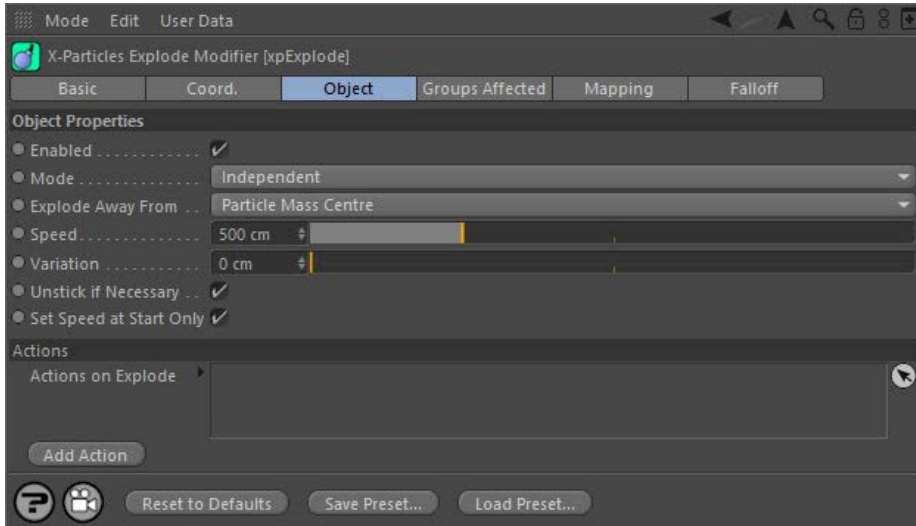 Mode Edit User Data
X-Particles Explode Modifier [xpExplode]
Basic Coord. Object Groups Affected Mapping Falloff
Object Properties
Enabled . . . . . . . . . . . .
Mode . . . . . . . . . . . . . . Independent
Explode Away From . . Particle Mass Centre
Speed. . . . . . . . . . . . . . 500 cm
Variation . . . . . . . . . . . 0 cm
Unstick if Necessary . .
Set Speed at Start Only
Actions
Actions on Explode
Add Action
Reset to Defaults Save Preset... Load Preset...